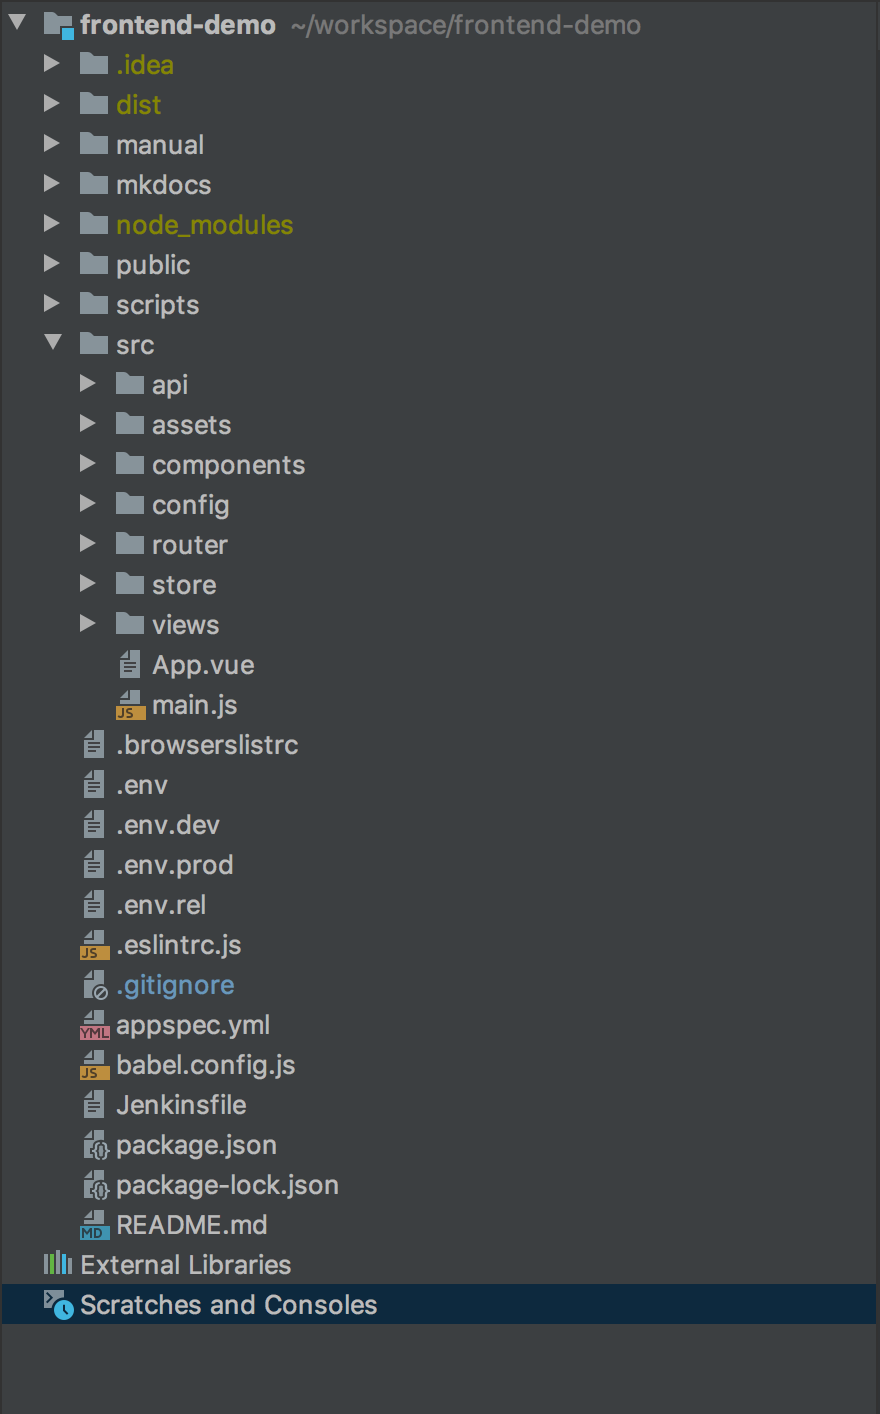 frontend-demo ~/workspace/frontend-demo
.idea
dist
manual
mkdocs
node_modules
public
scripts
src
api
assets
components
config
router
store
views
App.vue
JS main.js
.browserslistrc
.env
.env.dev
.env.prod
.env.rel
JS .eslintrc.js
.gitignore
YML appspec.yml
JS babel.config.js
Jenkinsfile
package.json
package-lock.json
MD README.md
External Libraries
Scratches and Consoles